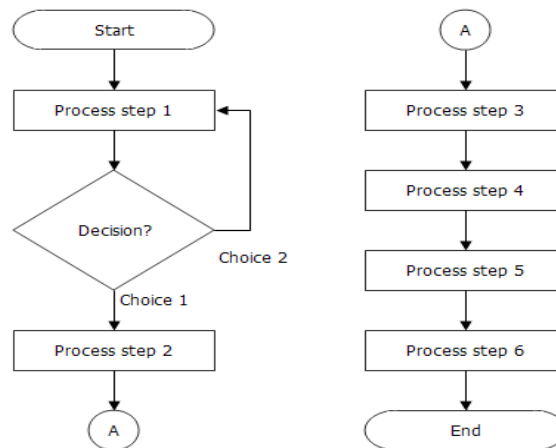 Start
Process step 1
Decision?
Choice 2
Choice 1
Process step 2
A
A
Process step 3
Process step 4
Process step 5
Process step 6
End